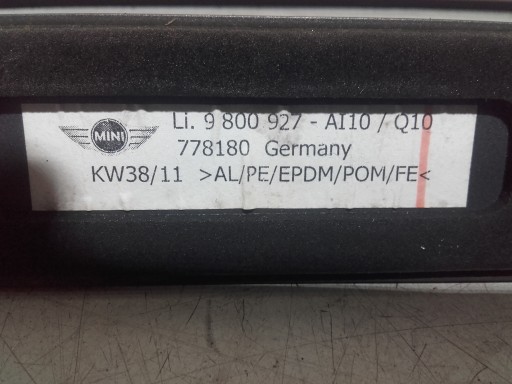 MINI
Li. 9 800 927 - AI10 / Q10
778180 Germany
KW38/11 >AL/PE/EPDM/POM/FE<